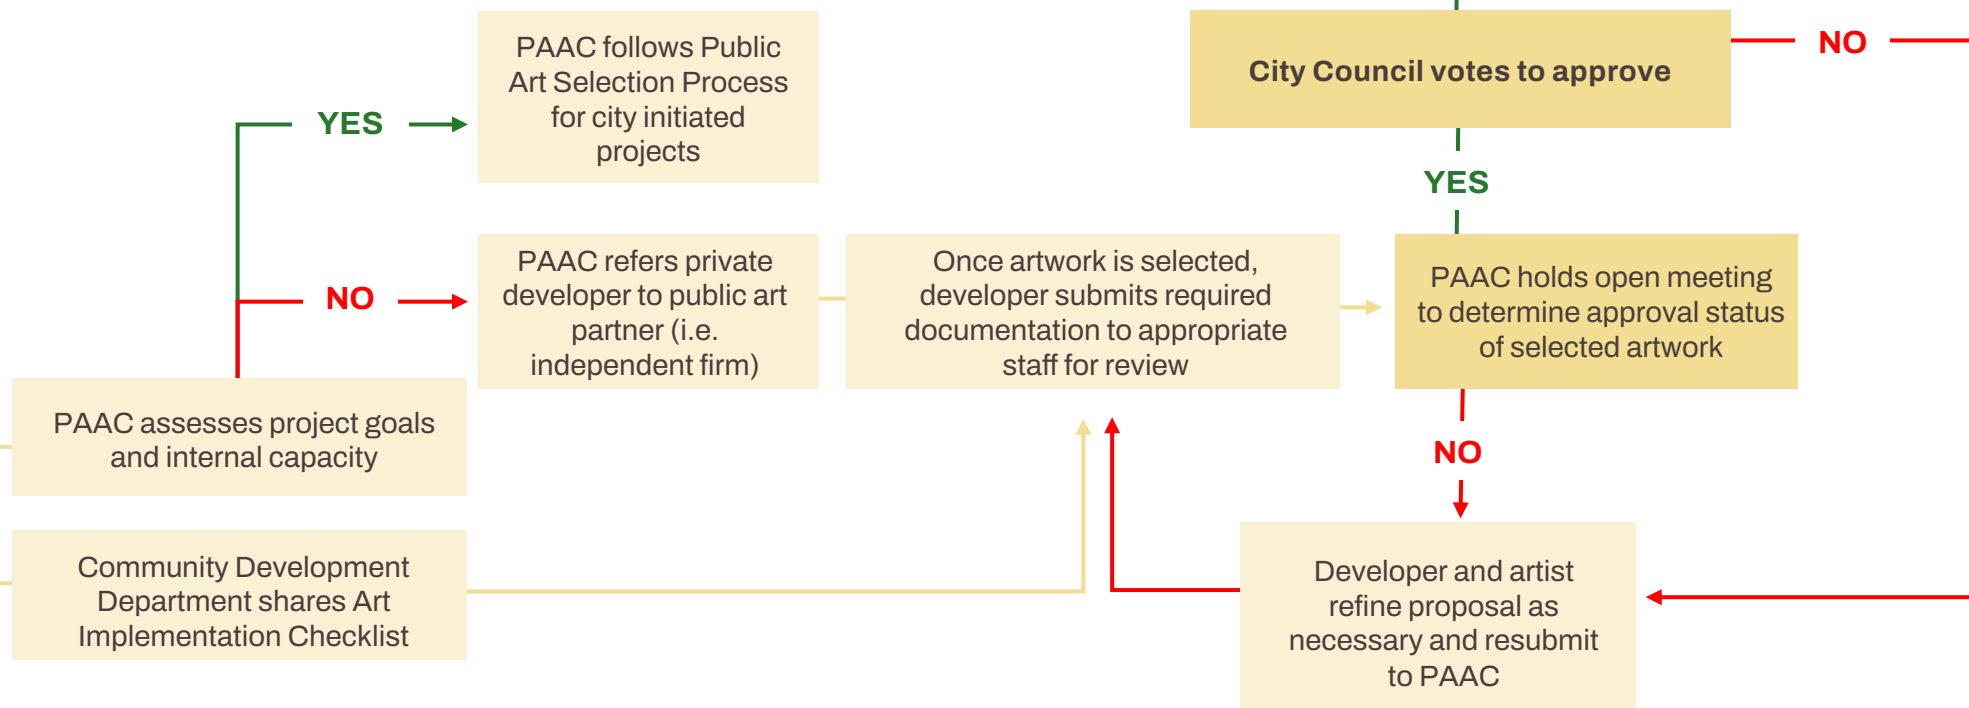 PAAC follows Public
Art Selection Process
for city initiated
projects
City Council votes to approve
NO
YES
YES
PAAC refers private
developer to public art
partner (i.e.
independent firm)
Once artwork is selected,
developer submits required
documentation to appropriate
staff for review
PAAC holds open meeting
to determine approval status
of selected artwork
NO
PAAC assesses project goals
and internal capacity
NO
Community Development
Department shares Art
Implementation Checklist
Developer and artist
refine proposal as
necessary and resubmit
to PAAC